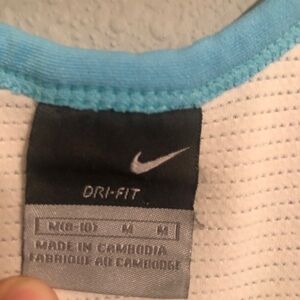 DRI-FIT
M(8-10) M M
MADE IN CAMBODIA
FABRIQUE AU CAMBODGE